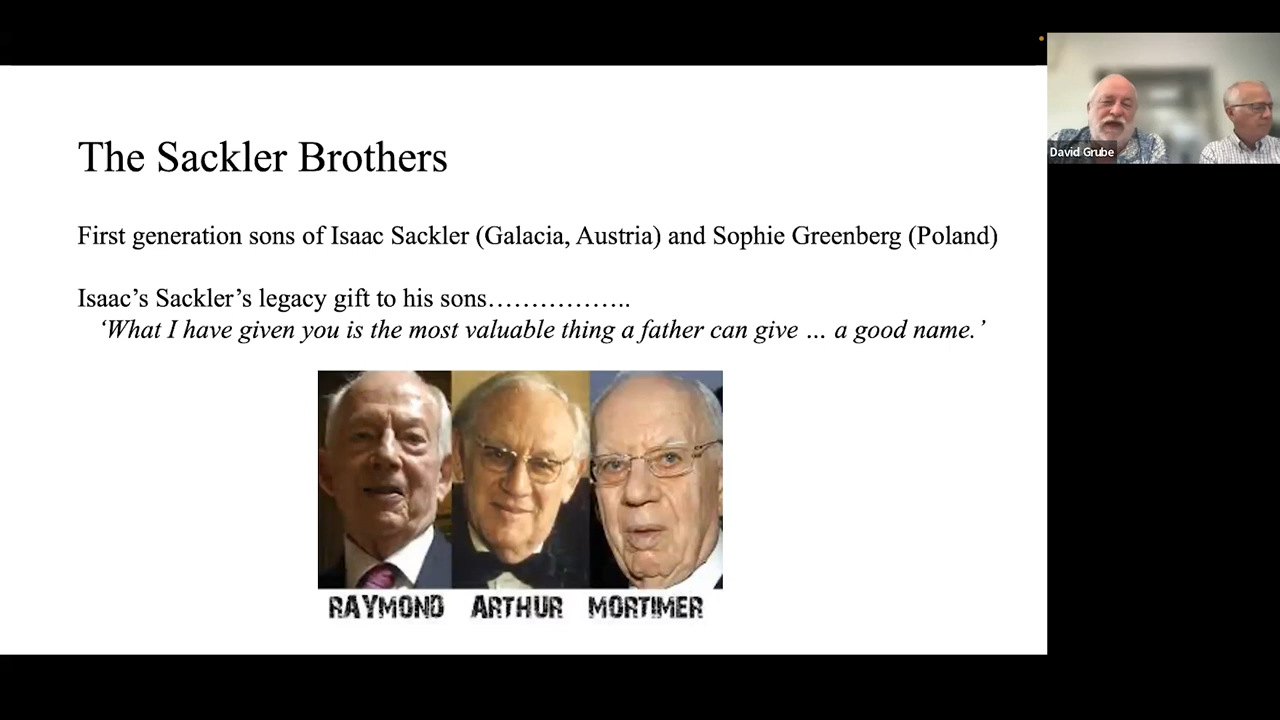 The Sackler Brothers
First generation sons of Isaac Sackler (Galacia, Austria) and Sophie Greenberg (Poland)
Isaac’s Sackler’s legacy gift to his sons……………..
‘What I have given you is the most valuable thing a father can give … a good name.’
RAYMOND ARTHUR MORTIMER
David Grube